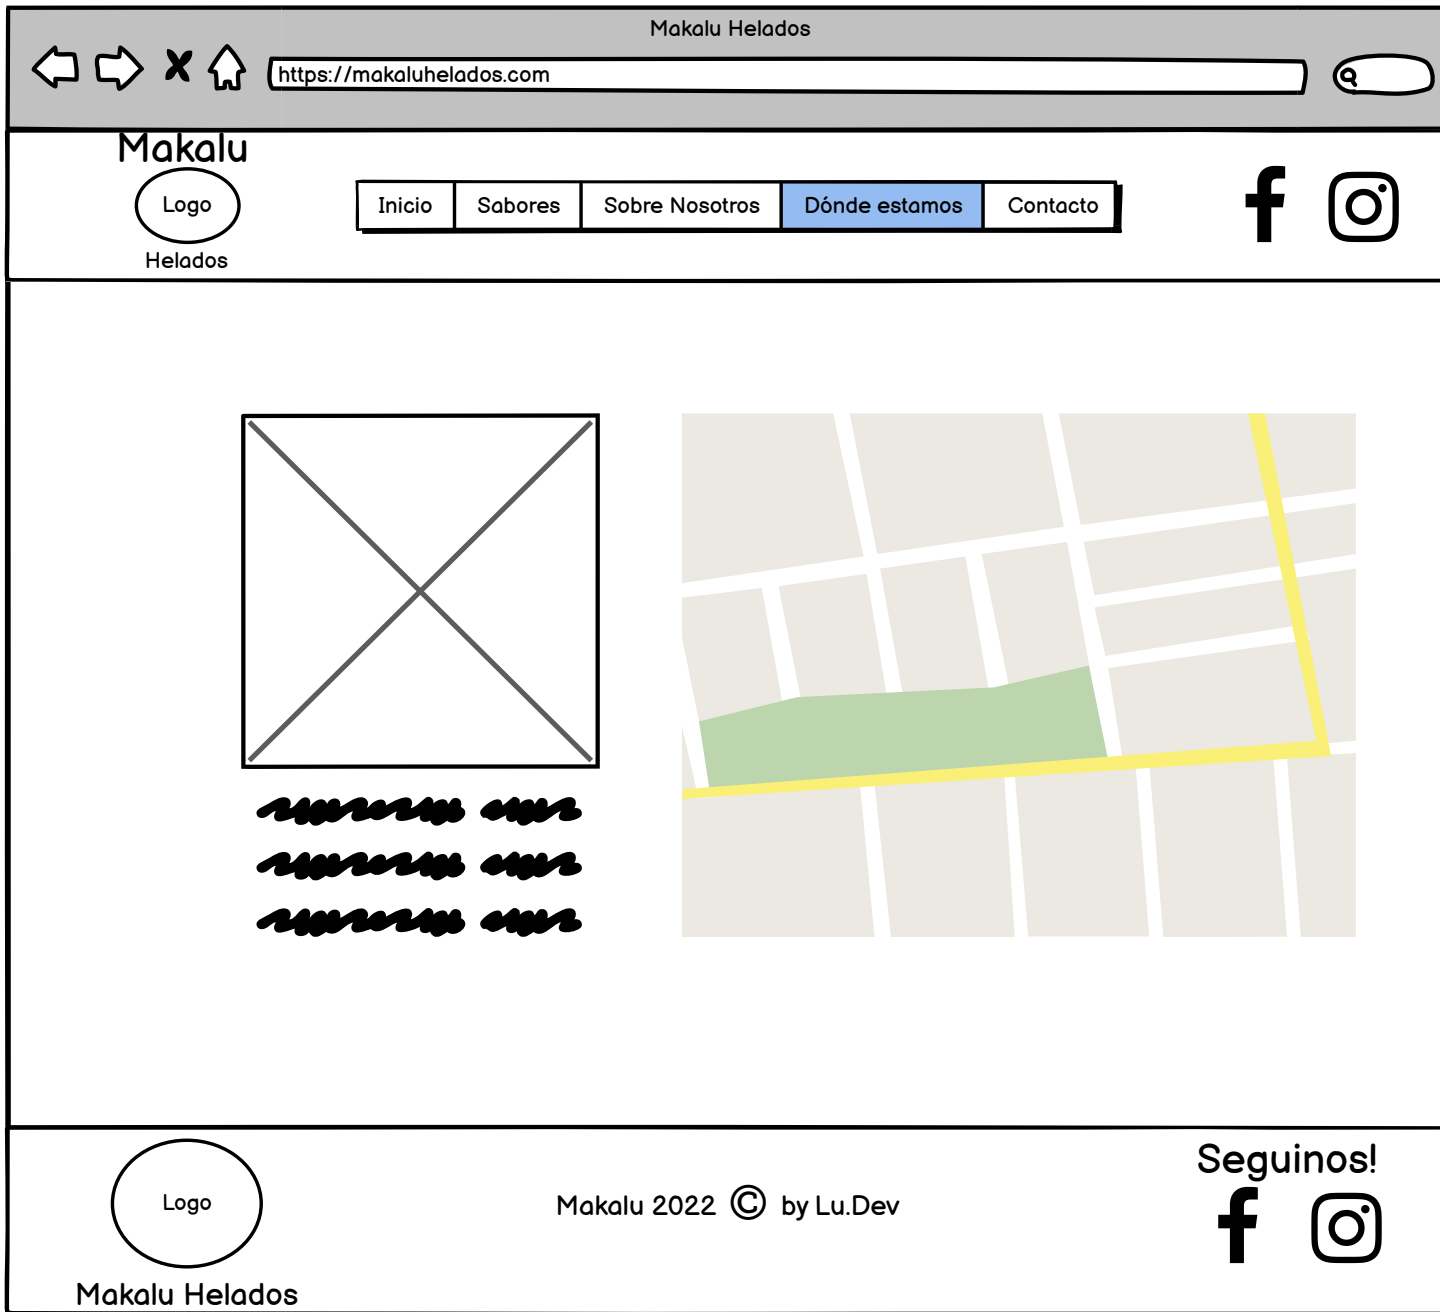 Makalu Helados
https://makaluhelados.com
Makalu
Logo
Helados
Inicio Sabores Sobre Nosotros Dónde estamos Contacto
Logo
Makalu Helados
Makalu 2022 © by Lu.Dev
Seguinos!